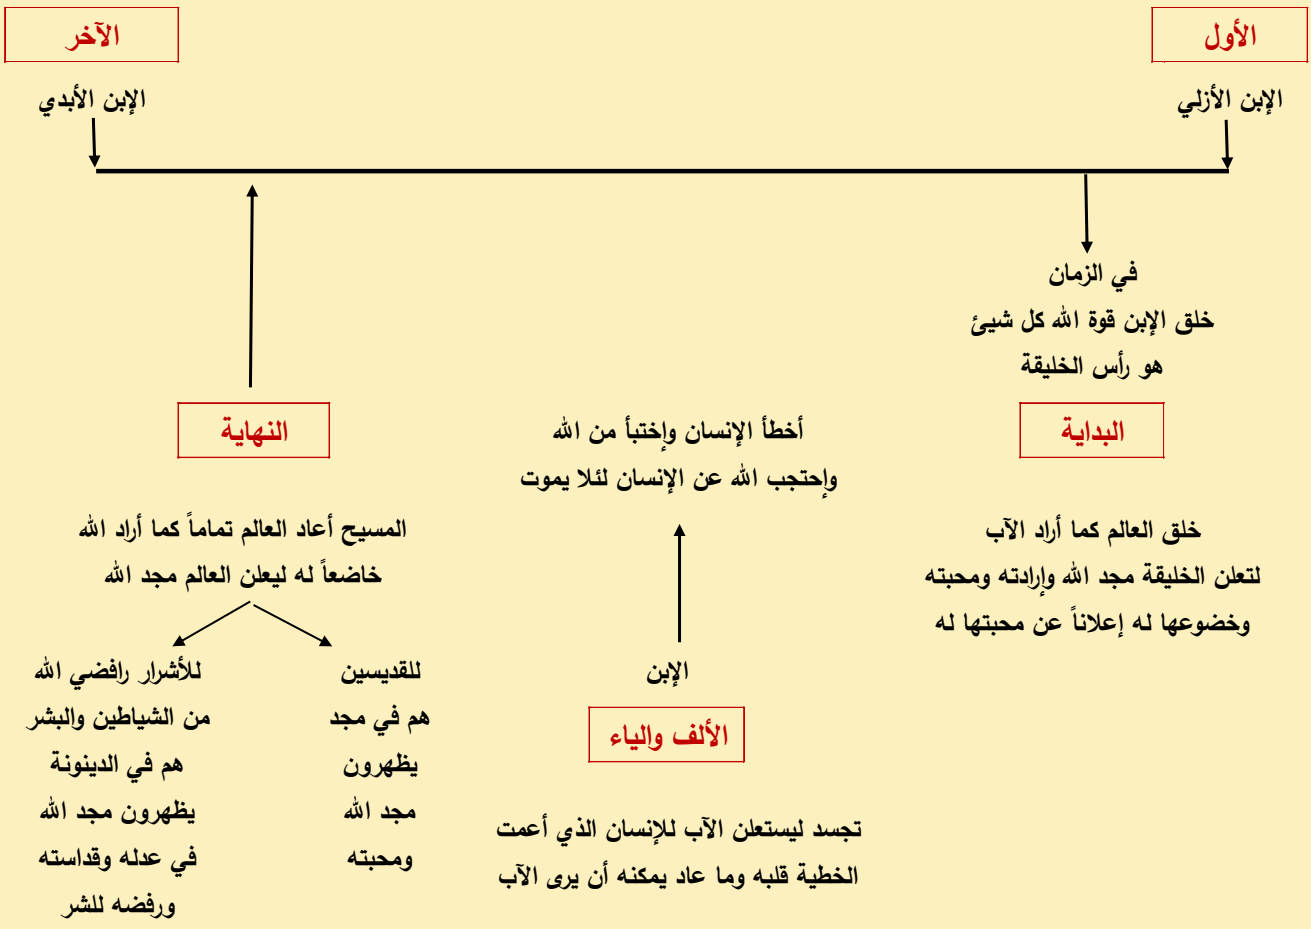 الأول
الآخر
الإبن الأزلي
الإبن الأبدي
في الزمان
خلق الإبن قوة الله كل شيئ
هو رأس الخليقة
البداية
خلق العالم كما أراد الآب
لتعلن الخليقة مجد الله وإرادته ومحبته
وخضوعها له إعلاناً عن محبتها له
أخطأ الإنسان وإختبأ من الله
وإحتجب الله عن الإنسان لئلا يموت
الإبن
الألف والياء
تجسد ليستعلن الآب للإنسان الذي أعمت
الخطية قلبه وما عاد يمكنه أن يرى الآب
النهاية
المسيح أعاد العالم تماماً كما أراد الله
خاضعاً له ليعلن العالم مجد الله
للقديسين
هم في مجد
يظهرون
مجد الله
ومحبته
للأشرار رافضي الله
من الشياطين والبشر
هم في الدينونة
يظهرون مجد الله
في عدله وقداسته
ورفضه للشر